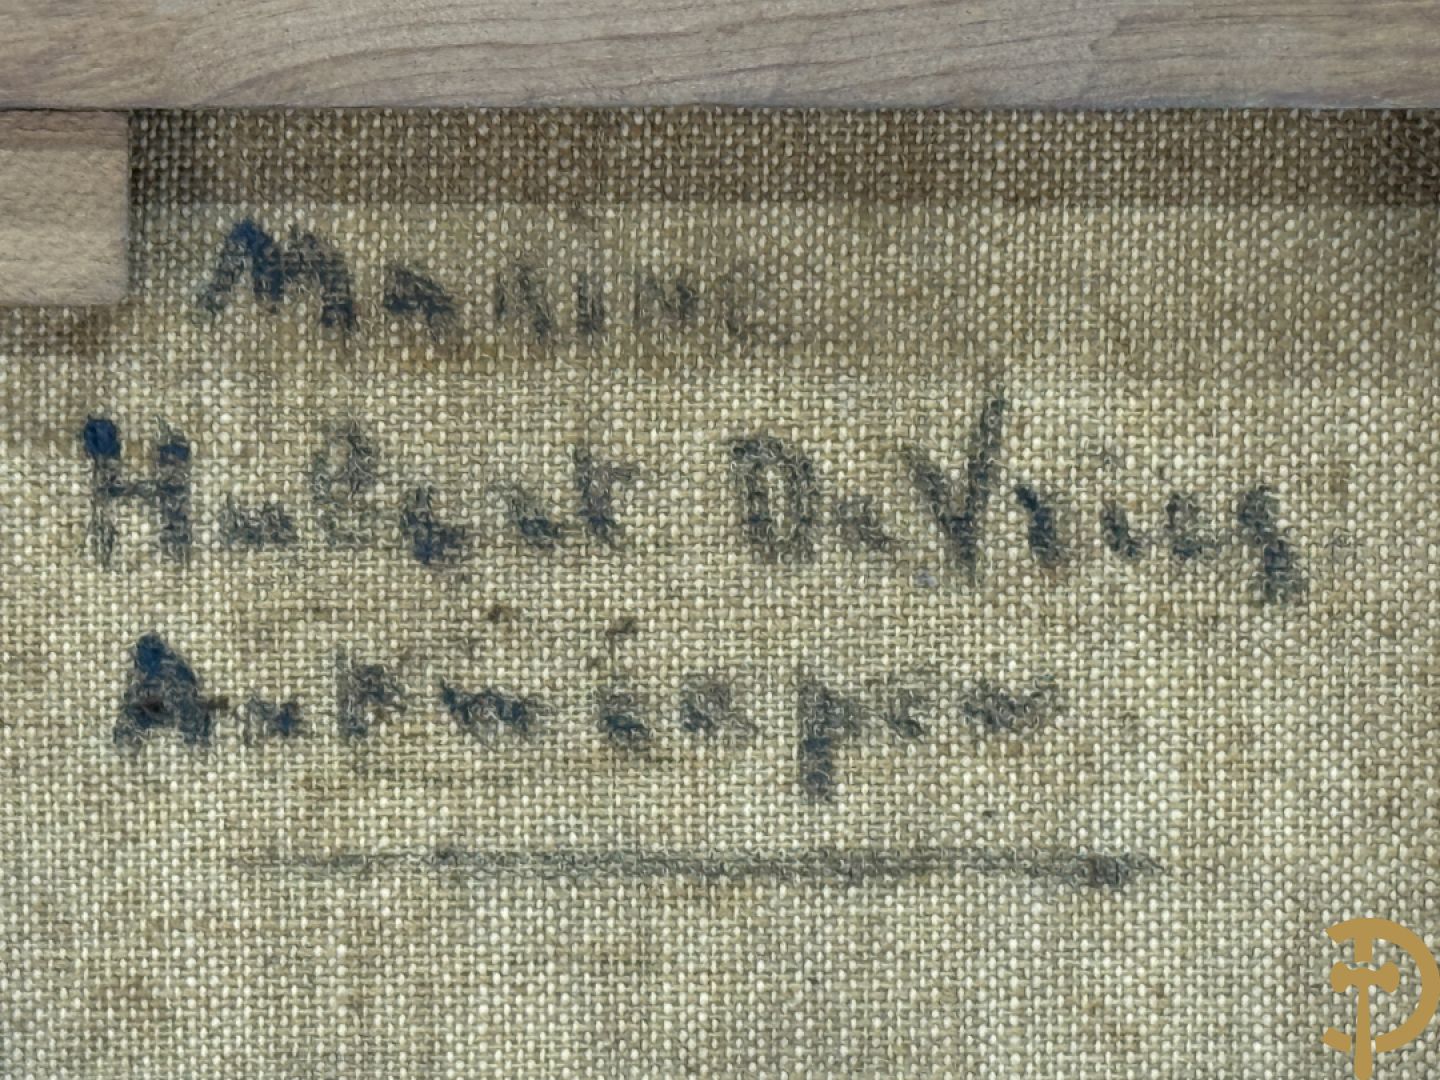 Marine
Hubert De Vries
Antwerpen